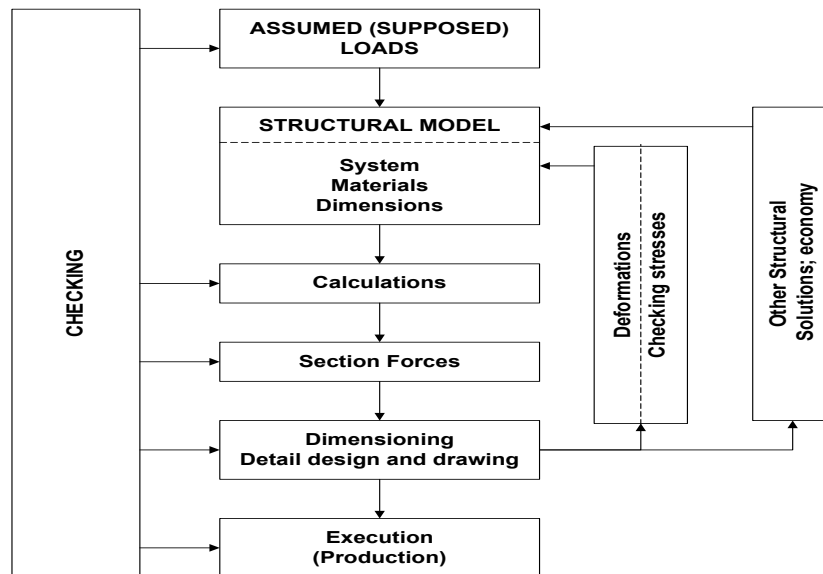 CHECKING
ASSUMED (SUPPOSED)
LOADS
STRUCTURAL MODEL
System
Materials
Dimensions
Calculations
Section Forces
Dimensioning
Detail design and drawing
Execution
(Production)
Deformations
Checking stresses
Other Structural
Solutions; economy